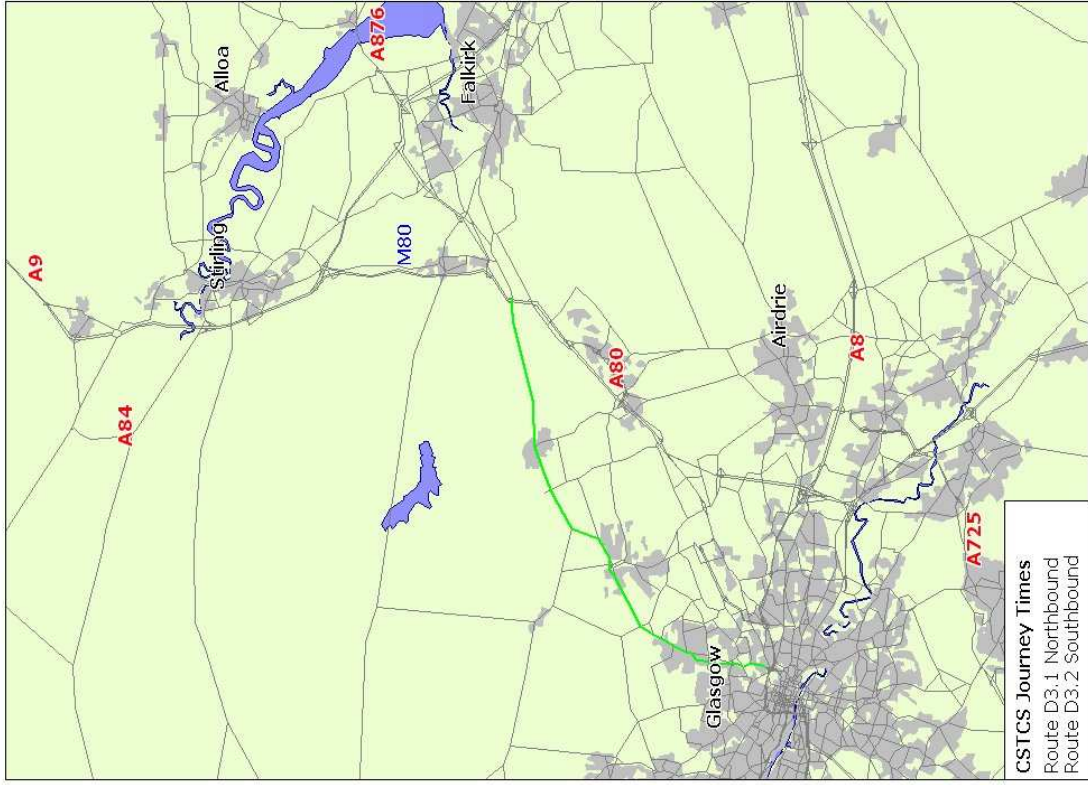 A9
A84
Stirling
Alloa
A876
M80
Falkirk
A80
Airdrie
A8
Glasgow
A725
CSTCS Journey Times
Route D3.1 Northbound
Route D3.2 Southbound